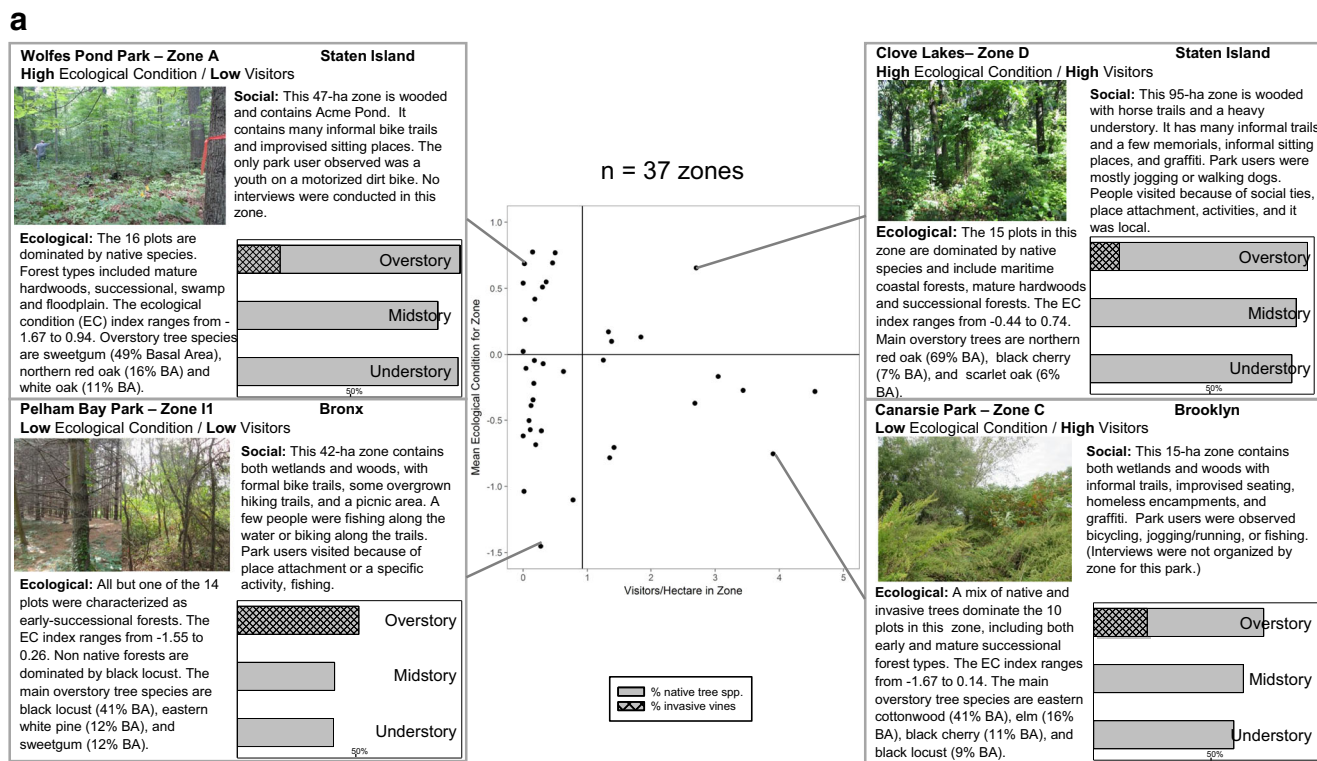 a
Wolfes Pond Park – Zone A Staten Island
High Ecological Condition / Low Visitors
Social: This 47-ha zone is wooded
and contains Acme Pond. It
contains many informal bike trails
and improvised sitting places. The
only park user observed was a
youth on a motorized dirt bike. No
interviews were conducted in this
zone.
Ecological: The 16 plots are
dominated by native species.
Forest types included mature
hardwoods, successional, swamp
and floodplain. The ecological
condition (EC) index ranges from -
1.67 to 0.94. Overstory tree species
are sweetgum (49% Basal Area),
northern red oak (16% BA) and
white oak (11% BA).
Overstory
Midstory
Understory
50%
Pelham Bay Park – Zone I1 Bronx
Low Ecological Condition / Low Visitors
Social: This 42-ha zone contains
both wetlands and woods, with
formal bike trails, some overgrown
hiking trails, and a picnic area. A
few people were fishing along the
water or biking along the trails.
Park users visited because of
place attachment or a specific
activity, fishing.
Ecological: All but one of the 14
plots were characterized as
early-successional forests. The
EC index ranges from -1.55 to
0.26. Non native forests are
dominated by black locust. The
main overstory tree species are
black locust (41% BA), eastern
white pine (12% BA), and
sweetgum (12% BA).
Overstory
Midstory
Understory
50%
n = 37 zones
Mean Ecological Condition for Zone
1.0
0.5
0.0
-0.5
-1.0
-1.5
0 1 2 3 4 5
Visitors/Hectare in Zone
% native tree spp.
% invasive vines
Clove Lakes– Zone D Staten Island
High Ecological Condition / High Visitors
Social: This 95-ha zone is wooded
with horse trails and a heavy
understory. It has many informal trails
and a few memorials, informal sitting
places, and graffiti. Park users were
mostly jogging or walking dogs.
People visited because of social ties,
place attachment, activities, and it
was local.
Ecological: The 15 plots in this
zone are dominated by native
species and include maritime
coastal forests, mature hardwoods
and successional forests. The EC
index ranges from -0.44 to 0.74.
Main overstory trees are northern
red oak (69% BA), black cherry
(7% BA), and scarlet oak (6%
BA).
Overstory
Midstory
Understory
50%
Canarsie Park – Zone C Brooklyn
Low Ecological Condition / High Visitors
Social: This 15-ha zone contains
both wetlands and woods with
informal trails, improvised seating,
homeless encampments, and
graffiti. Park users were observed
bicycling, jogging/running, or fishing.
(Interviews were not organized by
zone for this park.)
Ecological: A mix of native and
invasive trees dominate the 10
plots in this zone, including both
early and mature successional
forest types. The EC index ranges
from -1.67 to 0.14. The main
overstory tree species are eastern
cottonwood (41% BA), elm (16%
BA), black cherry (11% BA), and
black locust (9% BA).
Overstory
Midstory
Understory
50%